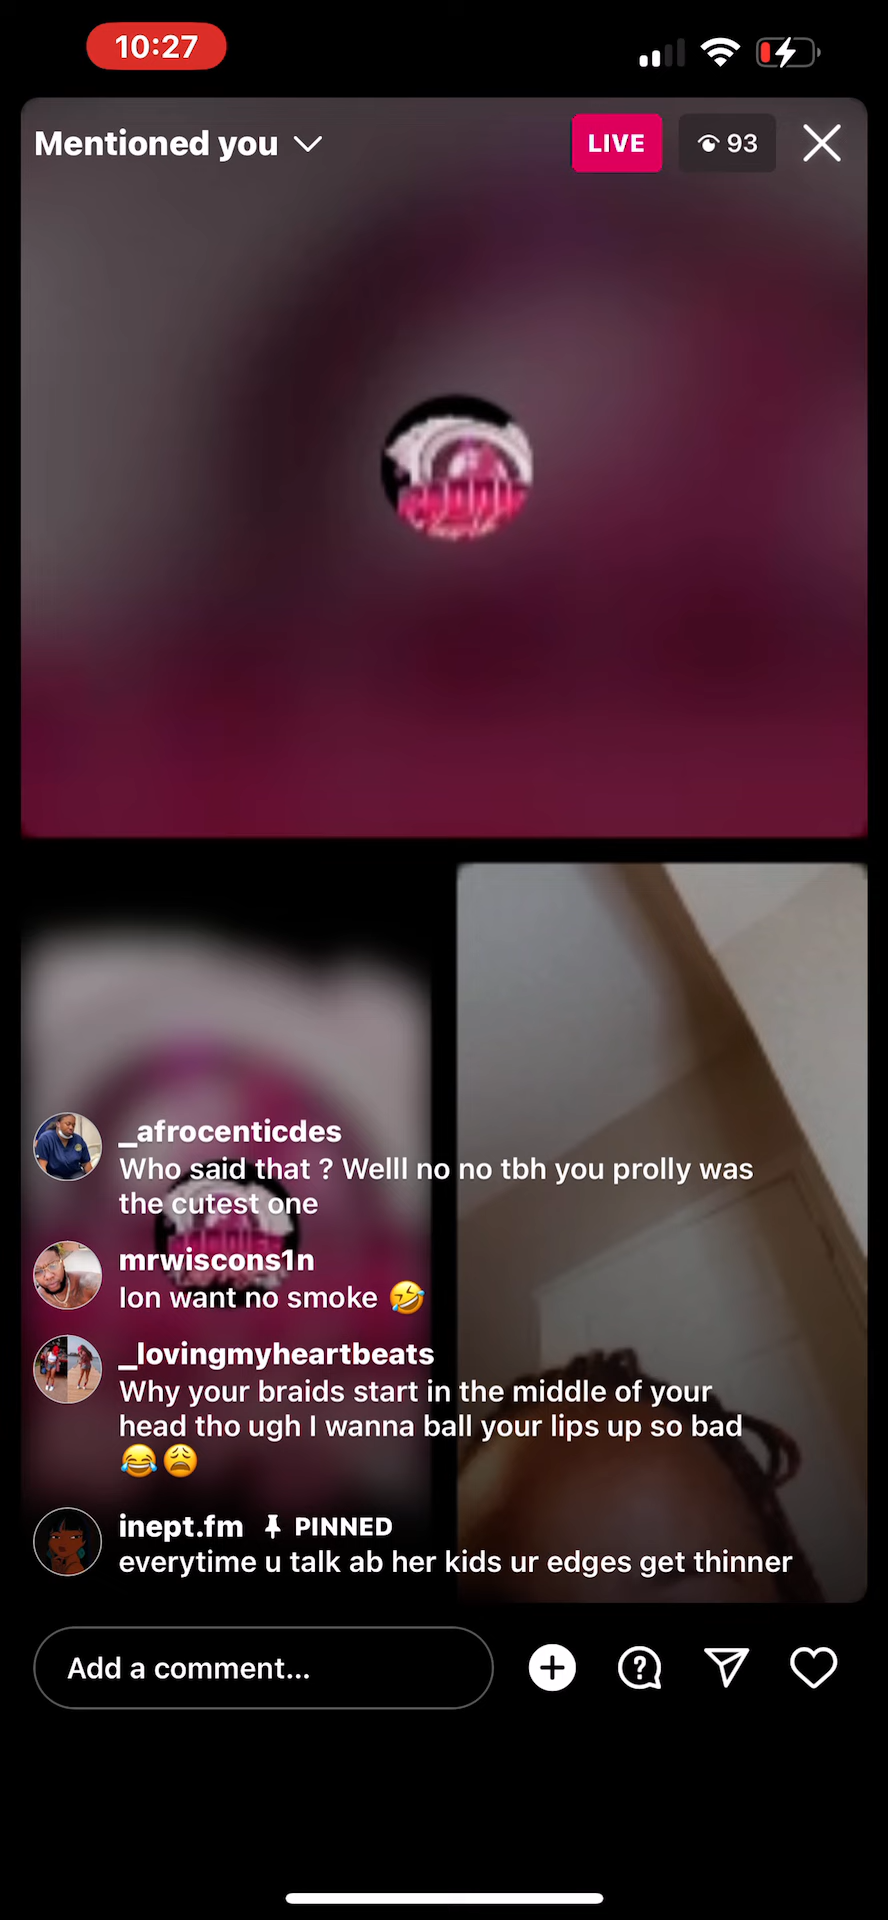 10:27
Mentioned you
LIVE
93
_afrocenticdes
Who said that ? Welll no no tbh you prolly was
the cutest one
mrwiscons1n
Ion want no smoke 🤣
_lovingmyheartbeats
Why your braids start in the middle of your
head tho ugh I wanna ball your lips up so bad
😂😩
inept.fm PINNED
everytime u talk ab her kids ur edges get thinner
Add a comment...